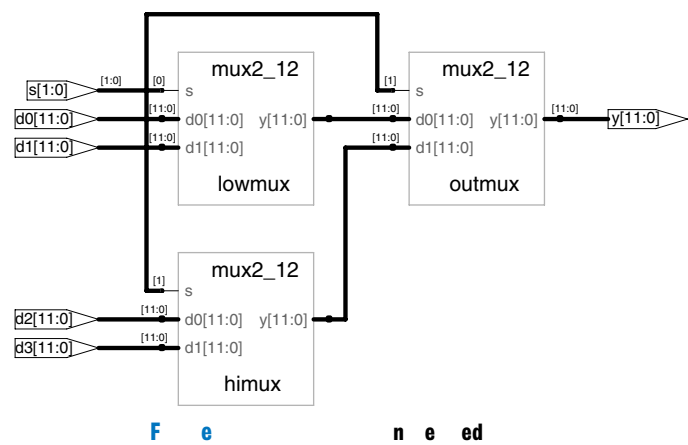 mux2_12
mux2_12
s[1:0]
[1:0]
[0]
s
[1]
s
d0[11:0]
[11:0]
d0[11:0]
y[11:0]
[11:0]
d0[11:0]
y[11:0]
[11:0]
y[11:0]
d1[11:0]
[11:0]
d1[11:0]
[11:0]
d1[11:0]
lowmux
outmux
mux2_12
[1]
s
d2[11:0]
[11:0]
d0[11:0]
y[11:0]
d3[11:0]
[11:0]
d1[11:0]
himux
F e n e ed